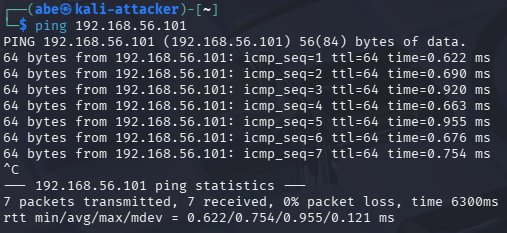 ┌──(abe㉿kali-attacker)-[~]
└─$ ping 192.168.56.101
PING 192.168.56.101 (192.168.56.101) 56(84) bytes of data.
64 bytes from 192.168.56.101: icmp_seq=1 ttl=64 time=0.622 ms
64 bytes from 192.168.56.101: icmp_seq=2 ttl=64 time=0.690 ms
64 bytes from 192.168.56.101: icmp_seq=3 ttl=64 time=0.920 ms
64 bytes from 192.168.56.101: icmp_seq=4 ttl=64 time=0.663 ms
64 bytes from 192.168.56.101: icmp_seq=5 ttl=64 time=0.955 ms
64 bytes from 192.168.56.101: icmp_seq=6 ttl=64 time=0.676 ms
64 bytes from 192.168.56.101: icmp_seq=7 ttl=64 time=0.754 ms
^C
--- 192.168.56.101 ping statistics ---
7 packets transmitted, 7 received, 0% packet loss, time 6300ms
rtt min/avg/max/mdev = 0.622/0.754/0.955/0.121 ms